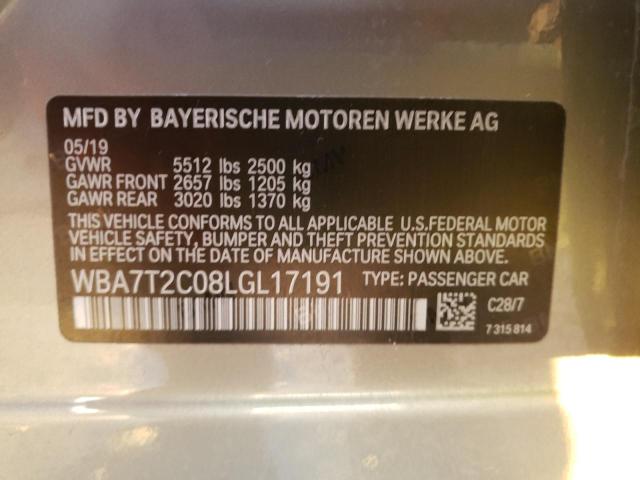 MFD BY BAYERISCHE MOTOREN WERKE AG
05/19
GVWR 5512 lbs 2500 kg
GAWR FRONT 2657 lbs 1205 kg
GAWR REAR 3020 lbs 1370 kg
THIS VEHICLE CONFORMS TO ALL APPLICABLE U.S.FEDERAL MOTOR
VEHICLE SAFETY, BUMPER AND THEFT PREVENTION STANDARDS
IN EFFECT ON THE DATE OF MANUFACTURE SHOWN ABOVE.
WBA7T2C08LGL17191 TYPE: PASSENGER CAR
C28/7
7 315 814